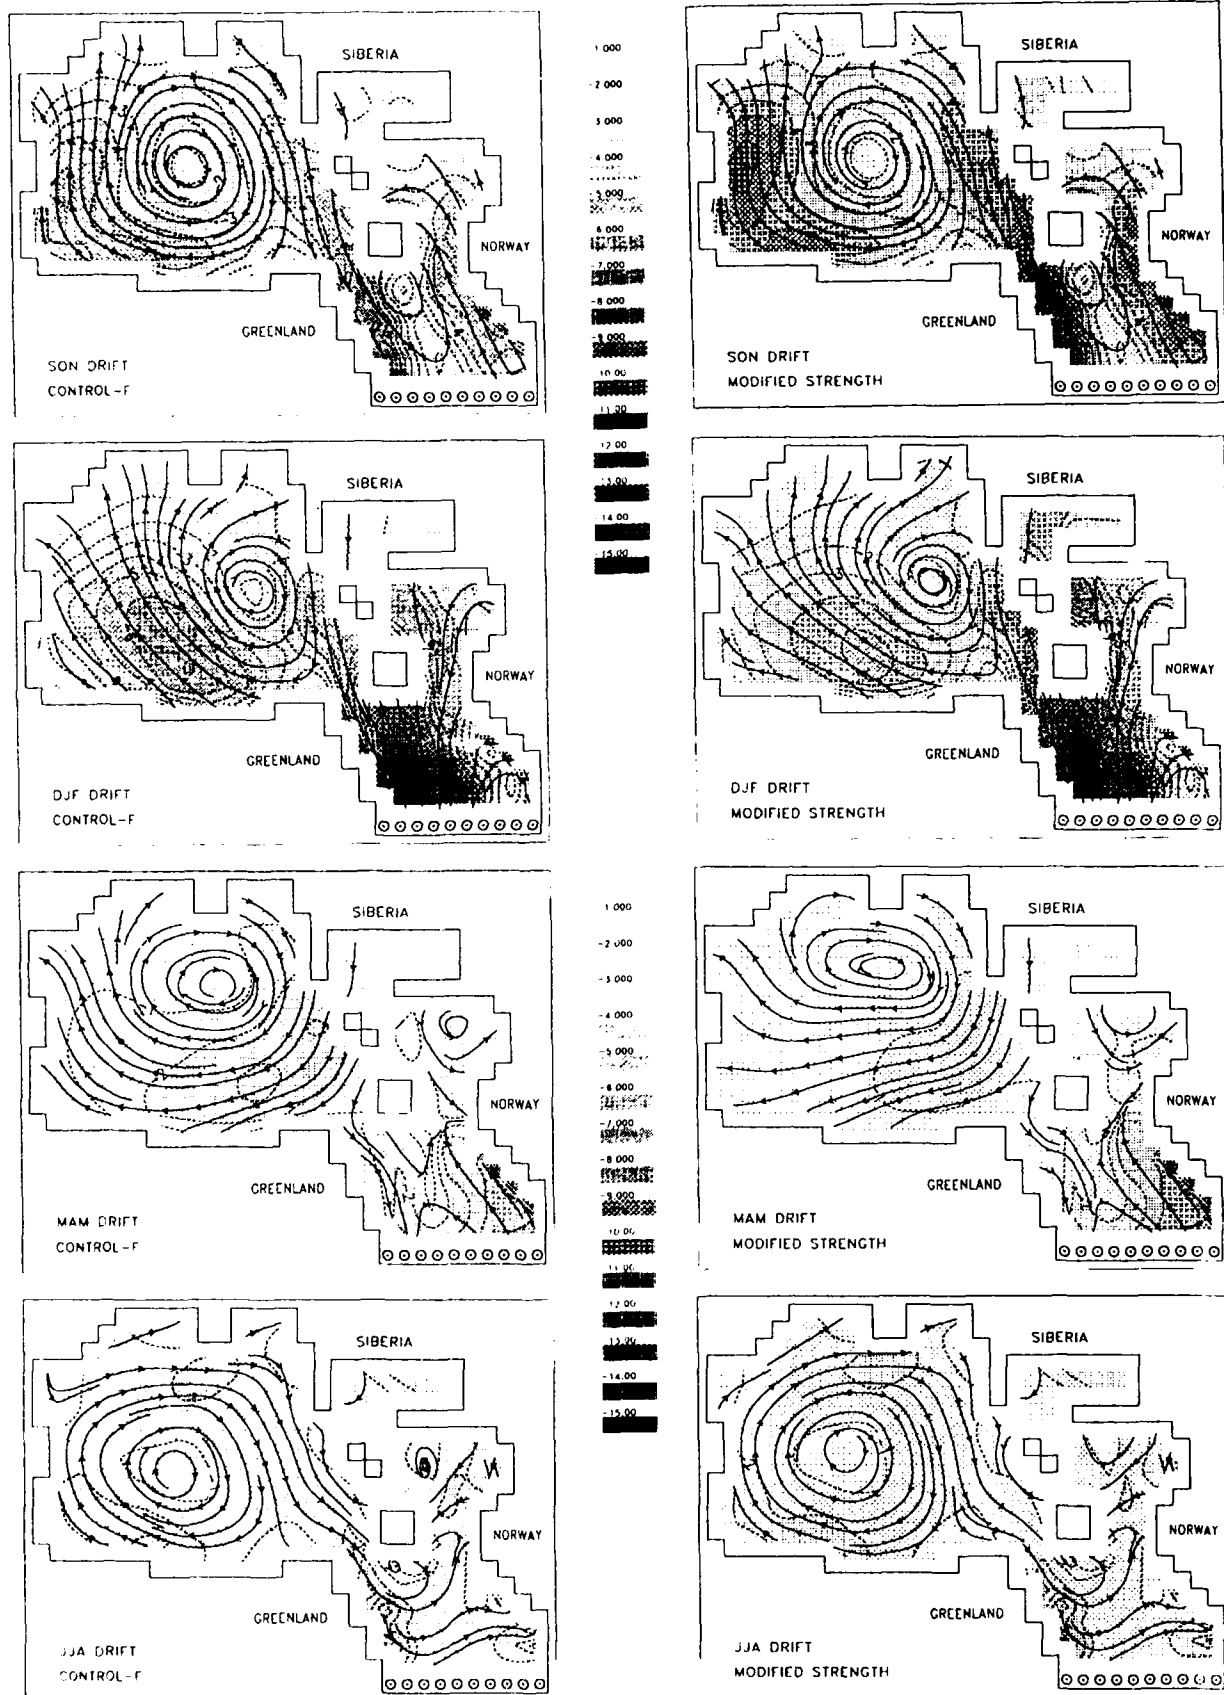 SIBERIA
NORWAY
GREENLAND
SON DRIFT
CONTROL-F
1.000
-2.000
3.000
-4.000
-5.000
6.000
-7.000
-8.000
-9.000
10.00
11.00
12.00
13.00
14.00
15.00
SIBERIA
NORWAY
GREENLAND
SON DRIFT
MODIFIED STRENGTH
SIBERIA
NORWAY
GREENLAND
DJF DRIFT
CONTROL-F
SIBERIA
NORWAY
GREENLAND
DJF DRIFT
MODIFIED STRENGTH
SIBERIA
NORWAY
GREENLAND
MAM DRIFT
CONTROL-F
1.000
-2.000
-3.000
-4.000
-5.000
-6.000
-7.000
-8.000
-9.000
10.00
11.00
12.00
-13.00
-14.00
-15.00
SIBERIA
NORWAY
GREENLAND
MAM DRIFT
MODIFIED STRENGTH
SIBERIA
NORWAY
GREENLAND
JJA DRIFT
CONTROL-F
SIBERIA
NORWAY
GREENLAND
JJA DRIFT
MODIFIED STRENGTH